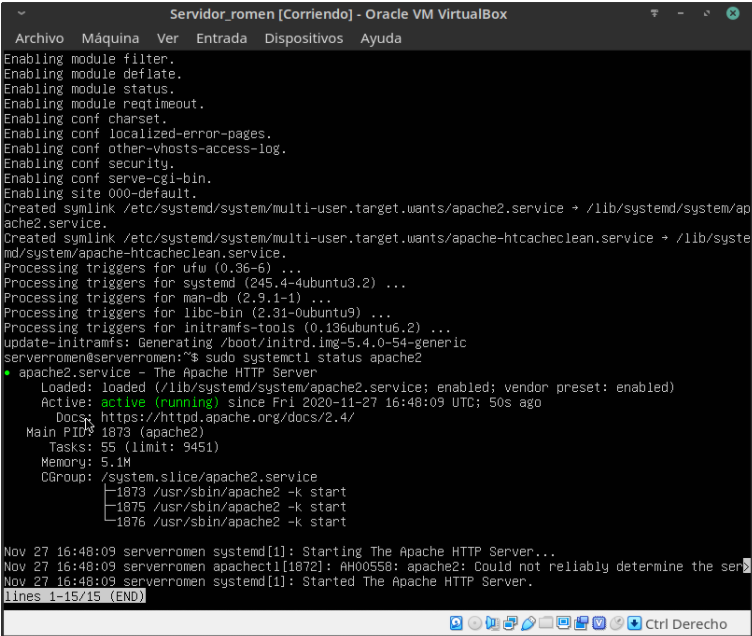 Servidor_romen [Corriendo] - Oracle VM VirtualBox
Archivo Máquina Ver Entrada Dispositivos Ayuda
Enabling module filter.
Enabling module deflate.
Enabling module status.
Enabling module reqtimeout.
Enabling conf charset.
Enabling conf localized-error-pages.
Enabling conf other-vhosts-access-log.
Enabling conf security.
Enabling conf serve-cgi-bin.
Enabling site 000-default.
Created symlink /etc/systemd/system/multi-user.target.wants/apache2.service → /lib/systemd/system/ap
ache2.service.
Created symlink /etc/systemd/system/multi-user.target.wants/apache-htcacheclean.service → /lib/syste
md/system/apache-htcacheclean.service.
Processing triggers for ufw (0.36-6) ...
Processing triggers for systemd (245.4-4ubuntu3.2) ...
Processing triggers for man-db (2.9.1-1) ...
Processing triggers for libc-bin (2.31-0ubuntu9) ...
Processing triggers for initramfs-tools (0.136ubuntu6.2) ...
update-initramfs: Generating /boot/initrd.img-5.4.0-54-generic
serverromen@serverromen:~$ sudo systemctl status apache2
● apache2.service - The Apache HTTP Server
Loaded: loaded (/lib/systemd/system/apache2.service; enabled; vendor preset: enabled)
Active: active (running) since Fri 2020-11-27 16:48:09 UTC; 50s ago
Docs: https://httpd.apache.org/docs/2.4/
Main PID: 1873 (apache2)
Tasks: 55 (limit: 9451)
Memory: 5.1M
CGroup: /system.slice/apache2.service
├─1873 /usr/sbin/apache2 -k start
├─1875 /usr/sbin/apache2 -k start
└─1876 /usr/sbin/apache2 -k start
Nov 27 16:48:09 serverromen systemd[1]: Starting The Apache HTTP Server...
Nov 27 16:48:09 serverromen apachectl[1872]: AH00558: apache2: Could not reliably determine the ser>
Nov 27 16:48:09 serverromen systemd[1]: Started The Apache HTTP Server.
lines 1-15/15 (END)
Ctrl Derecho